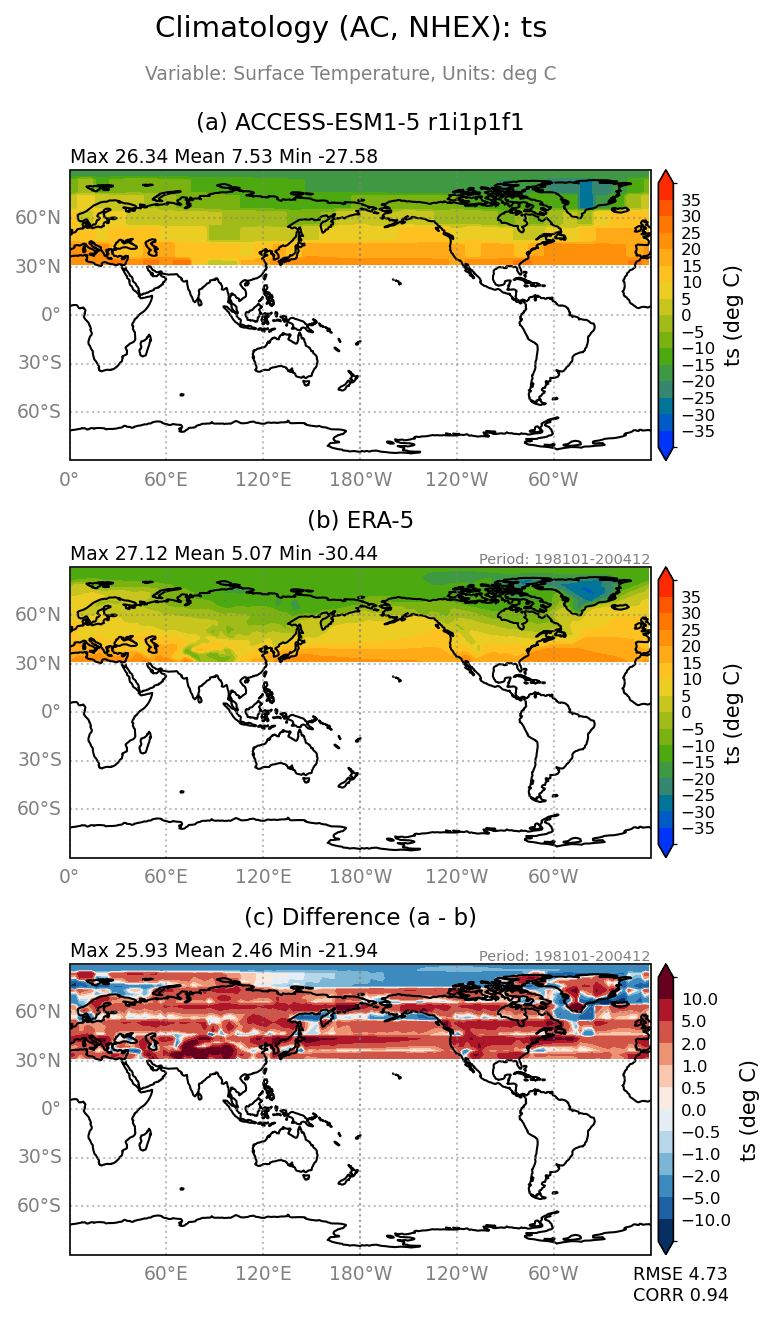 Climatology (AC, NHEX): ts
Variable: Surface Temperature, Units: deg C
(a) ACCESS-ESM1-5 r1i1p1f1
Max 26.34 Mean 7.53 Min -27.58
60°N
30°N
0°
30°S
60°S
0°
60°E
120°E
180°W
120°W
60°W
35
30
25
20
15
10
5
0
−5
−10
−15
−20
−25
−30
−35
ts (deg C)
(b) ERA-5
Max 27.12 Mean 5.07 Min -30.44
Period: 198101-200412
60°N
30°N
0°
30°S
60°S
0°
60°E
120°E
180°W
120°W
60°W
35
30
25
20
15
10
5
0
−5
−10
−15
−20
−25
−30
−35
ts (deg C)
(c) Difference (a - b)
Max 25.93 Mean 2.46 Min -21.94
Period: 198101-200412
60°N
30°N
0°
30°S
60°S
60°E
120°E
180°W
120°W
60°W
10.0
5.0
2.0
1.0
0.5
0.0
−0.5
−1.0
−2.0
−5.0
−10.0
ts (deg C)
RMSE 4.73
CORR 0.94